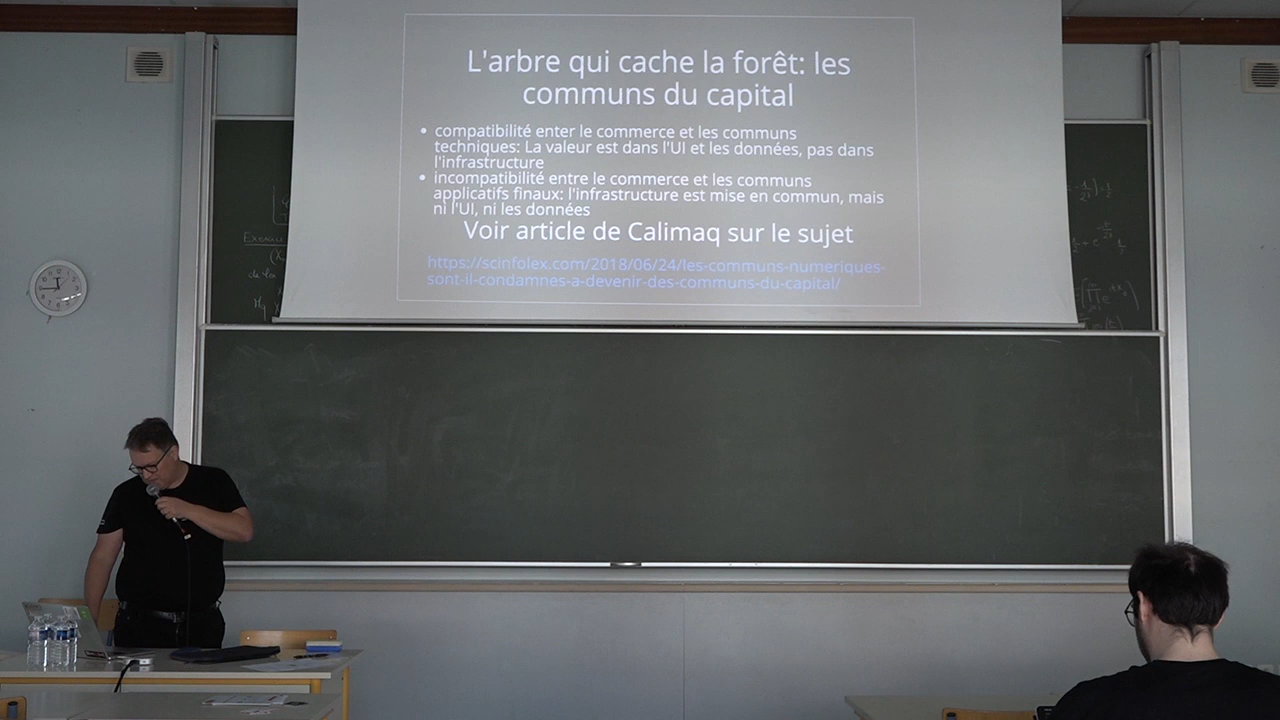 L'arbre qui cache la forêt: les
communs du capital
• compatibilité enter le commerce et les communs
techniques: La valeur est dans l'UI et les données, pas dans
l'infrastructure
• incompatibilité entre le commerce et les communs
applicatifs finaux: l'infrastructure est mise en commun, mais
ni l'UI, ni les données
Voir article de Calimaq sur le sujet
https://scinfolex.com/2018/06/24/les-communs-numeriques-
sont-il-condamnes-a-devenir-des-communs-du-capital/